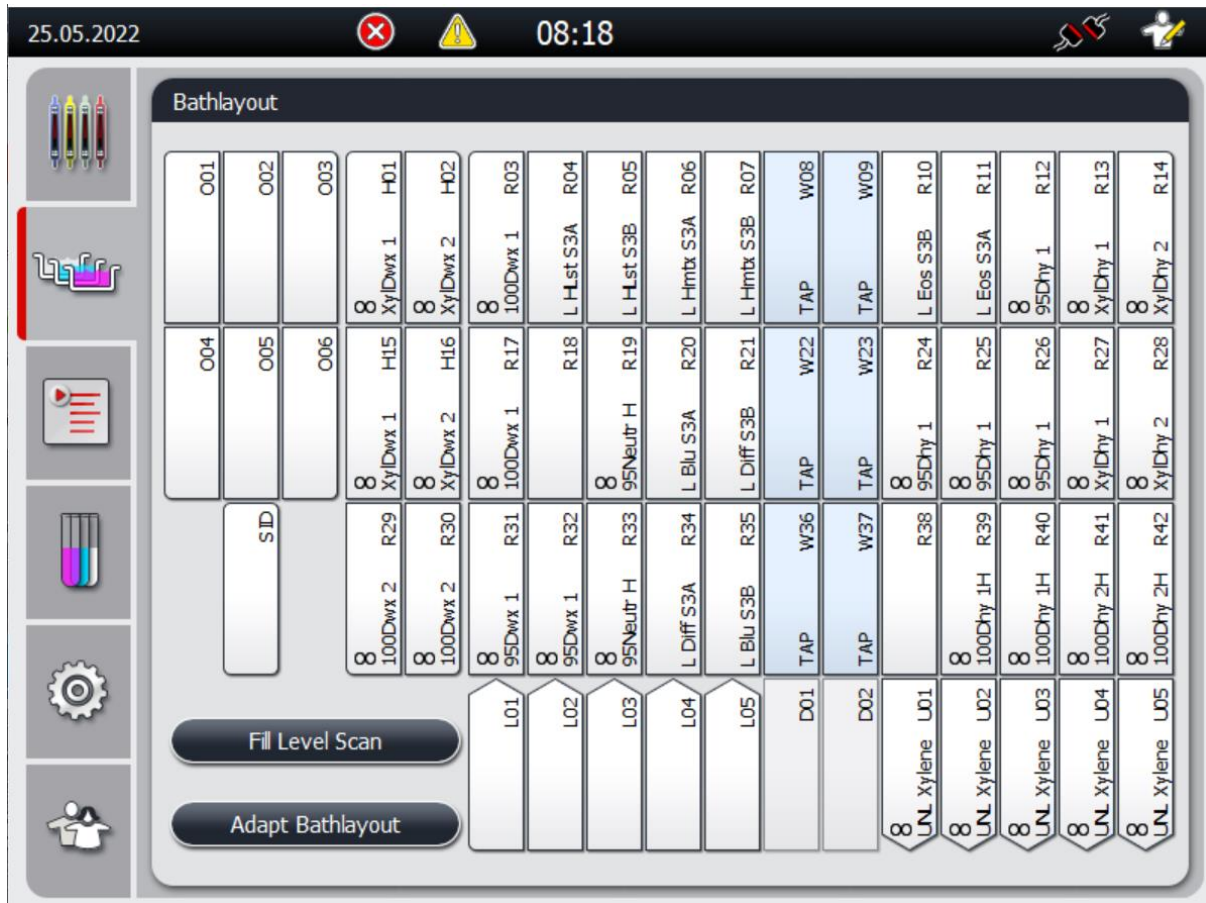 25.05.2022
08:18
Bathlayout
O01
O02
O03
H01
∞ XylDwx 1
H02
∞ XylDwx 2
R03
∞ 100Dwx 1
R04
L HLst S3A
R05
L HLst S3B
R06
L Hmtx S3A
R07
L Hmtx S3B
W08
TAP
W09
TAP
R10
L Eos S3B
R11
L Eos S3A
R12
∞ 95Dhy 1
R13
∞ XylDhy 1
R14
∞ XylDhy 2
O04
O05
O06
H15
∞ XylDwx 1
H16
∞ XylDwx 2
R17
∞ 100Dwx 1
R18
R19
∞ 95Neutr H
R20
L Blu S3A
R21
L Diff S3B
W22
TAP
W23
TAP
R24
∞ 95Dhy 1
R25
∞ 95Dhy 1
R26
∞ 95Dhy 1
R27
∞ XylDhy 1
R28
∞ XylDhy 2
SID
R29
∞ 100Dwx 2
R30
∞ 100Dwx 2
R31
∞ 95Dwx 1
R32
∞ 95Dwx 1
R33
∞ 95Neutr H
R34
L Diff S3A
R35
L Blu S3B
W36
TAP
W37
TAP
R38
R39
∞ 100Dhy 1H
R40
∞ 100Dhy 1H
R41
∞ 100Dhy 2H
R42
∞ 100Dhy 2H
L01
L02
L03
L04
L05
D01
D02
U01
∞ UNL Xylene
U02
∞ UNL Xylene
U03
∞ UNL Xylene
U04
∞ UNL Xylene
U05
∞ UNL Xylene
Fill Level Scan
Adapt Bathlayout